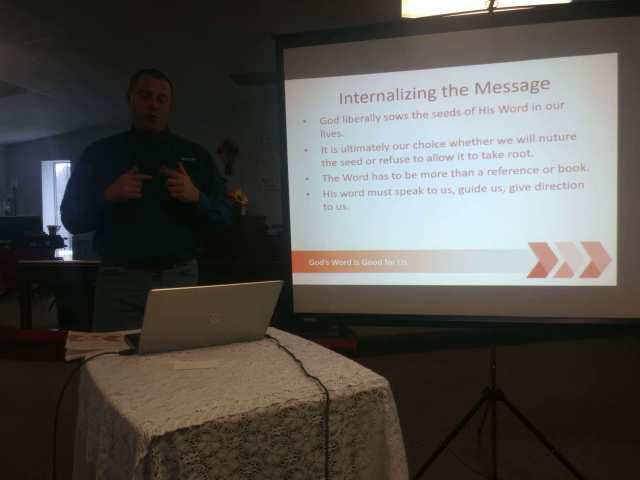 Internalizing the Message
• God liberally sows the seeds of His Word in our
lives.
• It is ultimately our choice whether we will nuture
the seed or refuse to allow it to take root.
• The Word has to be more than a reference or book.
• His word must speak to us, guide us, give direction
to us.
God's Word Is Good for Us